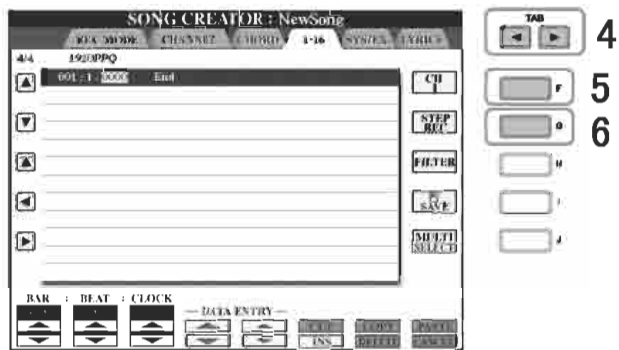 SONG CREATOR : NewSong
REC MODE CHANNEL CHORD 1-16 SYS/EX. LYRICS
TAB
4
4/4 1920PPQ
001 : 1 : 0000 End
CH
1
F
5
STEP
REC
G
6
FILTER
H
SAVE
I
MULTI
SELECT
J
BAR : BEAT : CLOCK
DATA ENTRY
CUT COPY PASTE
INS DELETE CANCEL